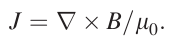 J = ∇ × B/μ₀.